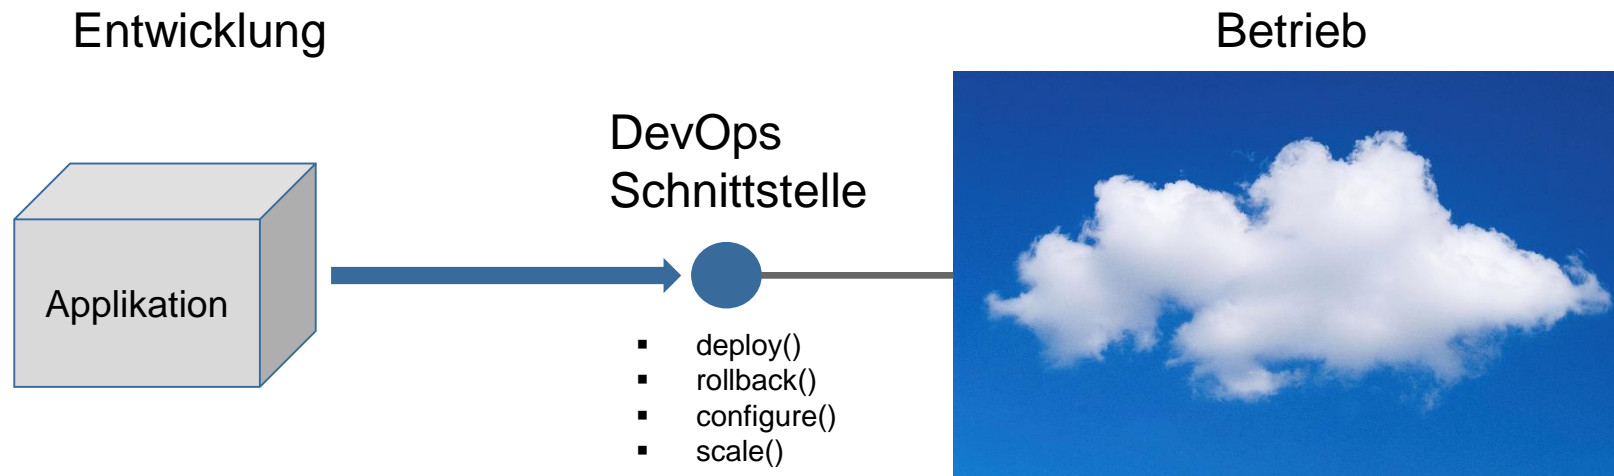 Entwicklung
Betrieb
DevOps
Schnittstelle
Applikation
▪ deploy()
▪ rollback()
▪ configure()
▪ scale()